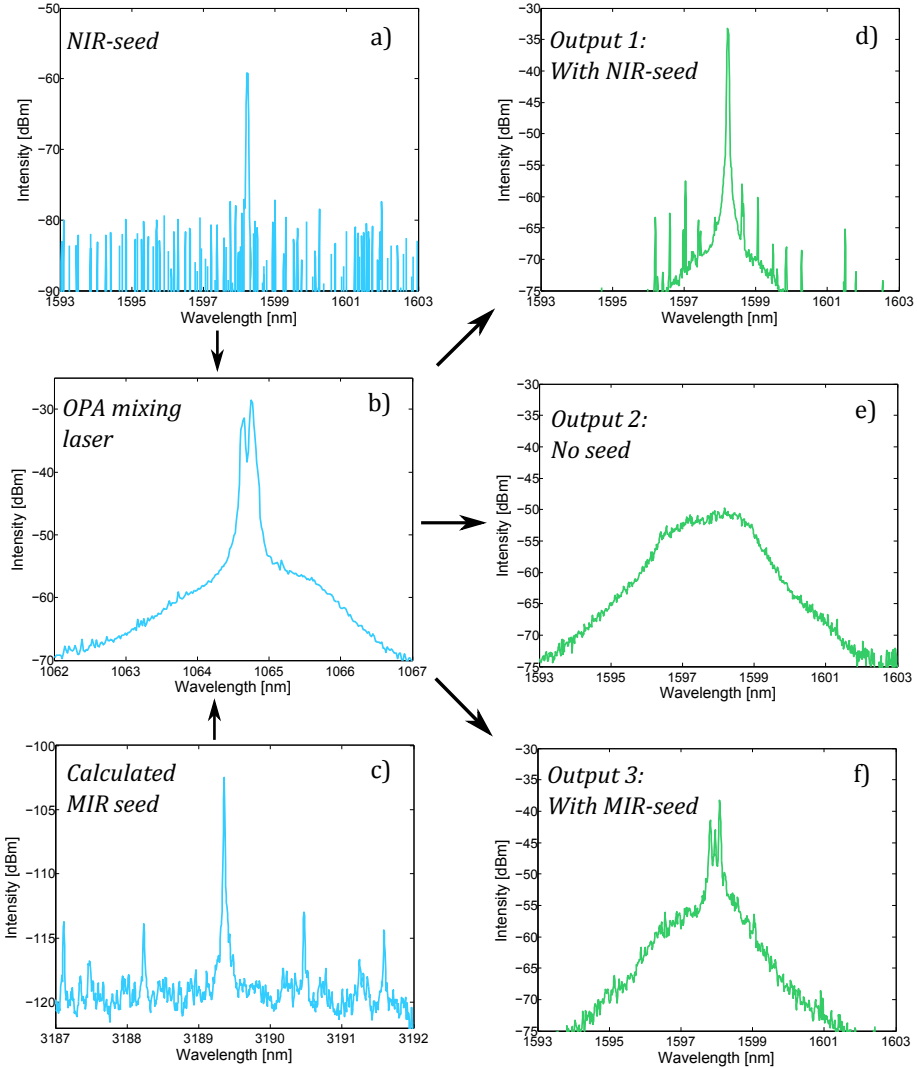 a)
NIR-seed
Intensity [dBm]
−50
−60
−70
−80
−90
1593
1595
1597
1599
1601
1603
Wavelength [nm]
d)
Output 1:
With NIR-seed
Intensity [dBm]
−30
−35
−40
−45
−50
−55
−60
−65
−70
−75
1593
1595
1597
1599
1601
1603
Wavelength [nm]
b)
OPA mixing
laser
Intensity [dBm]
−30
−40
−50
−60
−70
1062
1063
1064
1065
1066
1067
Wavelength [nm]
e)
Output 2:
No seed
Intensity [dBm]
−30
−35
−40
−45
−50
−55
−60
−65
−70
−75
1593
1595
1597
1599
1601
1603
Wavelength [nm]
c)
Calculated
MIR seed
Intensity [dBm]
−100
−105
−110
−115
−120
3187
3188
3189
3190
3191
3192
Wavelength [nm]
f)
Output 3:
With MIR-seed
Intensity [dBm]
−30
−35
−40
−45
−50
−55
−60
−65
−70
−75
1593
1595
1597
1599
1601
1603
Wavelength [nm]